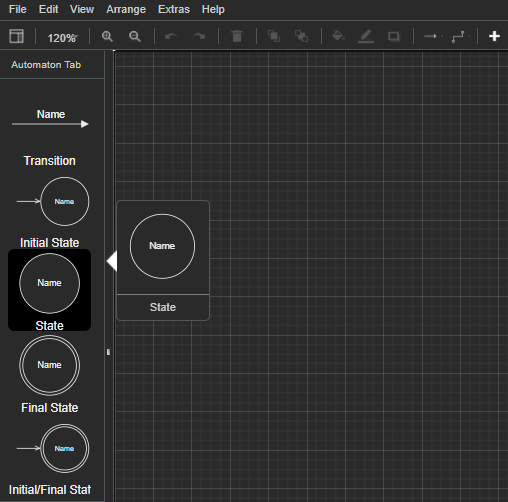 File Edit View Arrange Extras Help
120%
Automaton Tab
Name
Transition
Name
Initial State
Name
State
Name
Final State
Name
Initial/Final Stat
Name
State